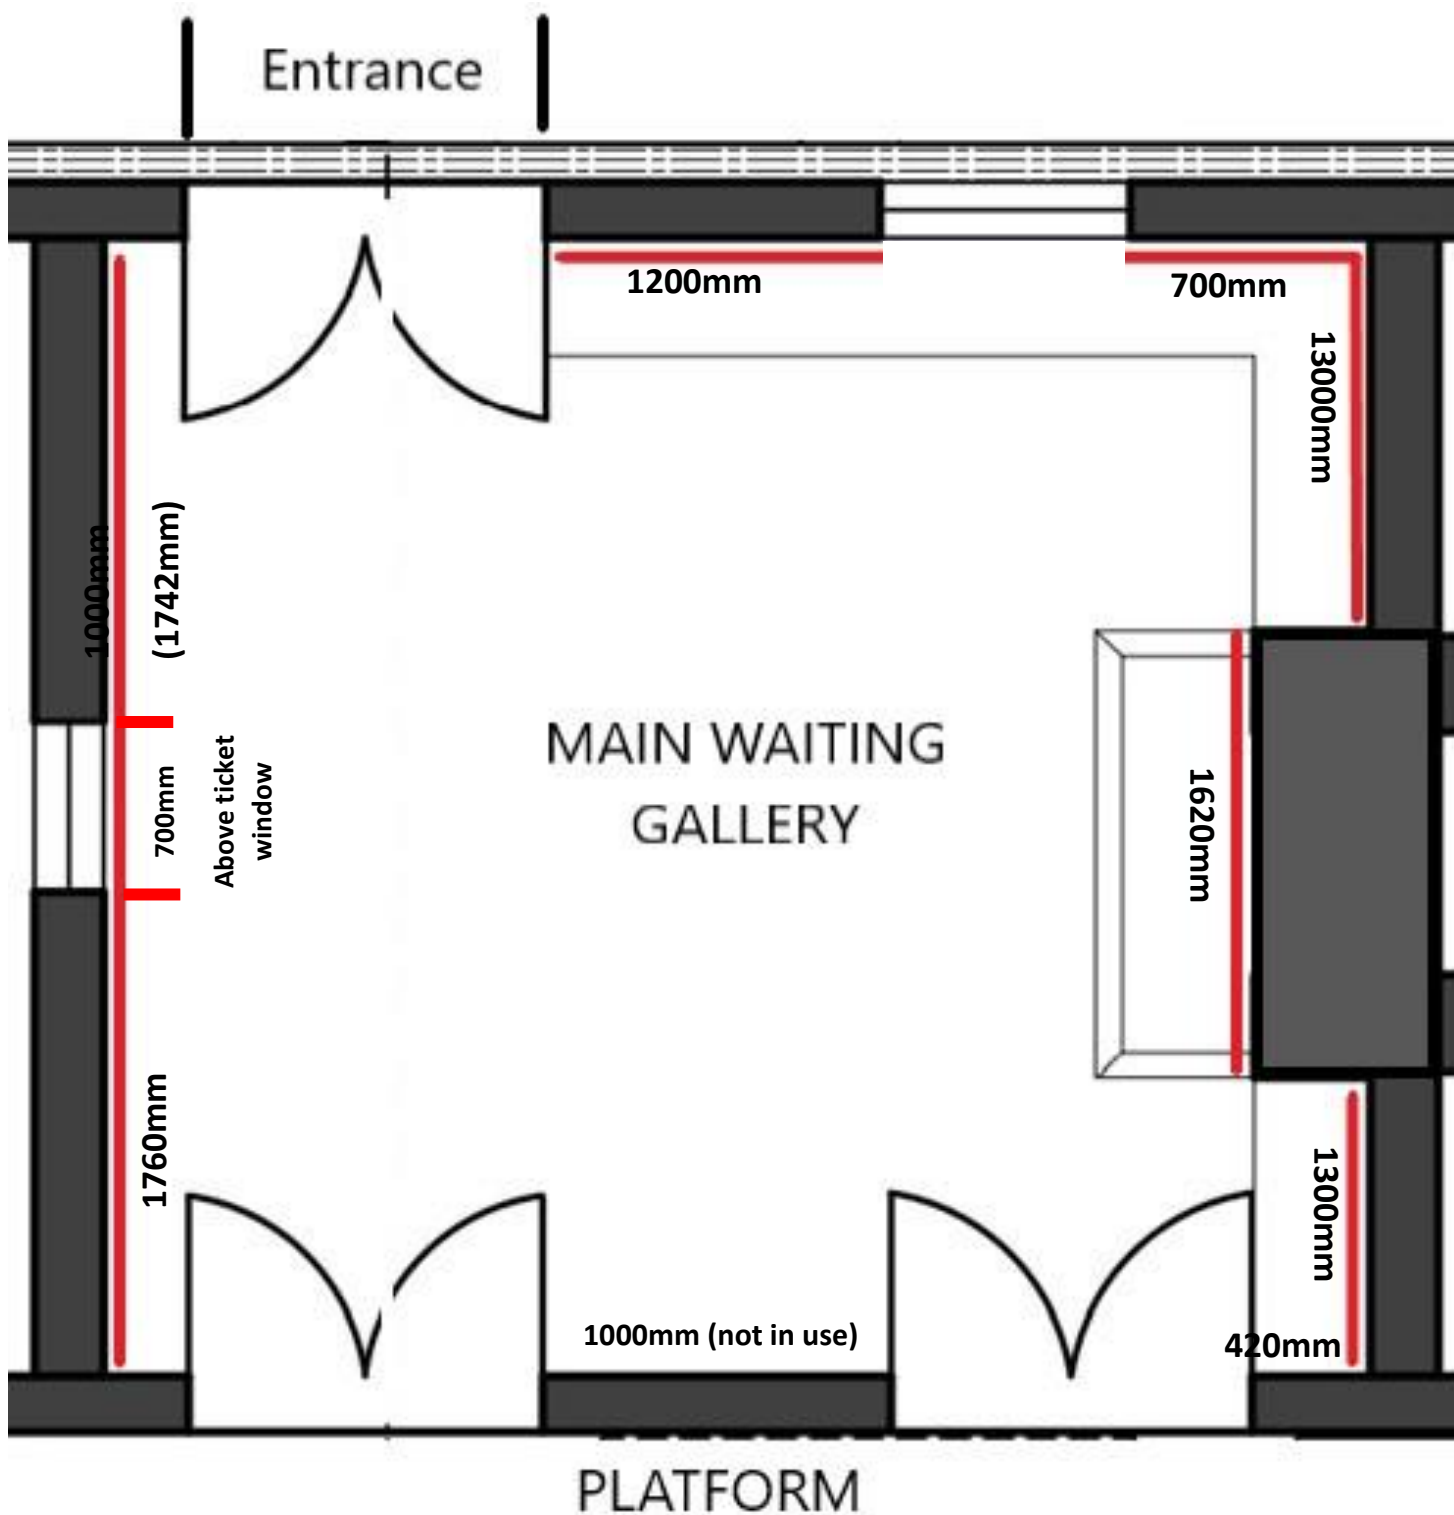 Entrance
1200mm
700mm
13000mm
1000mm
(1742mm)
MAIN WAITING
GALLERY
700mm
Above ticket
window
1620mm
1760mm
1300mm
1000mm (not in use)
420mm
PLATFORM